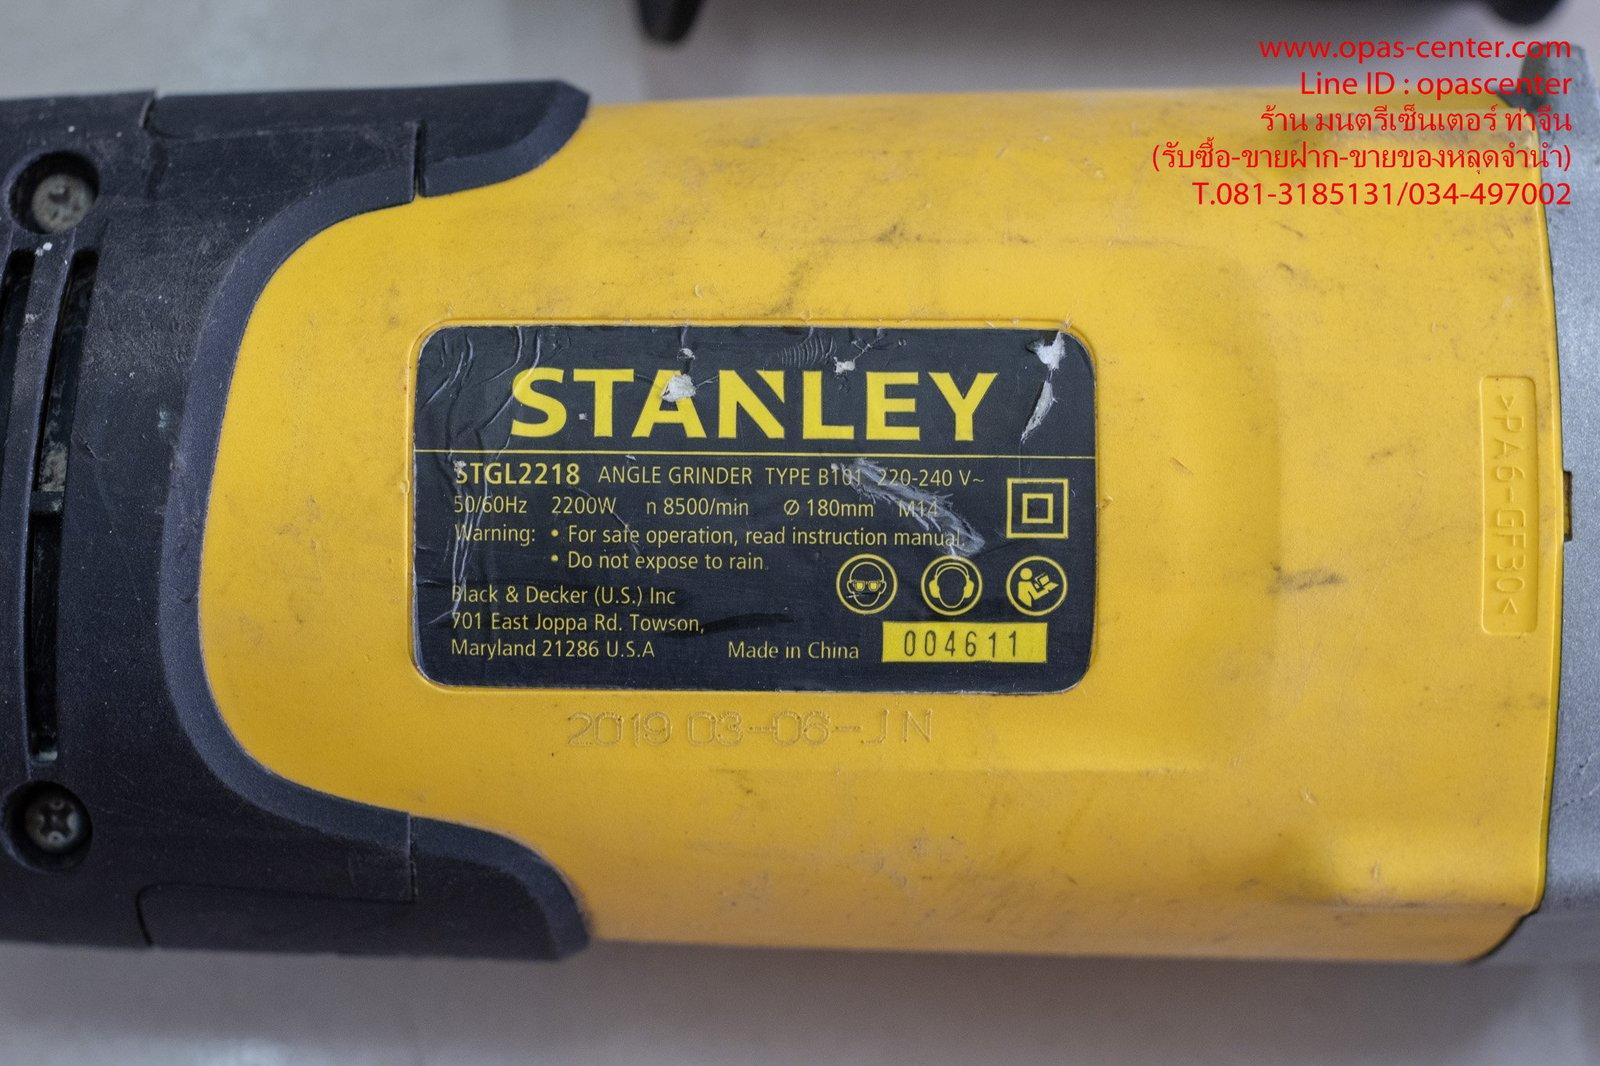 www.opas-center.com
Line ID : opascenter
ร้าน มนตรีเซ็นเตอร์ ท่าจีน
(รับซื้อ-ขายฝาก-ขายของหลุดจำนำ)
T.081-3185131/034-497002
STANLEY
STGL2218 ANGLE GRINDER TYPE B101 220-240 V~
50/60Hz 2200W n 8500/min Ø 180mm M14
Warning: • For safe operation, read instruction manual.
• Do not expose to rain.
Black & Decker (U.S.) Inc
701 East Joppa Rd. Towson,
Maryland 21286 U.S.A Made in China 004611
2019 03-06-JN
>PA6-GF30<